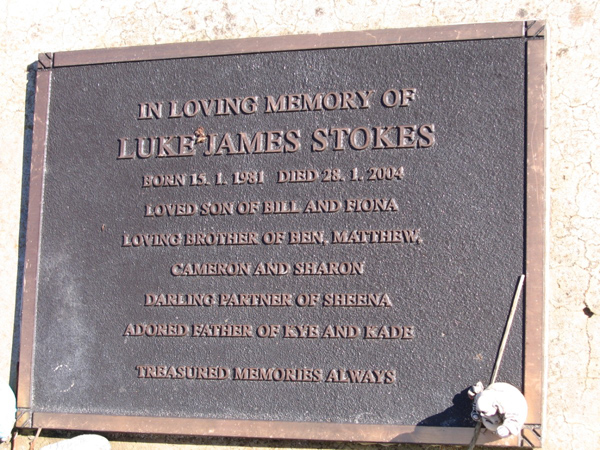 IN LOVING MEMORY OF
LUKE JAMES STOKES
BORN 15. 1. 1981 DIED 28. 1. 2004
LOVED SON OF BILL AND FIONA
LOVING BROTHER OF BEN, MATTHEW,
CAMERON AND SHARON
DARLING PARTNER OF SHEENA
ADORED FATHER OF KYE AND KADE
TREASURED MEMORIES ALWAYS